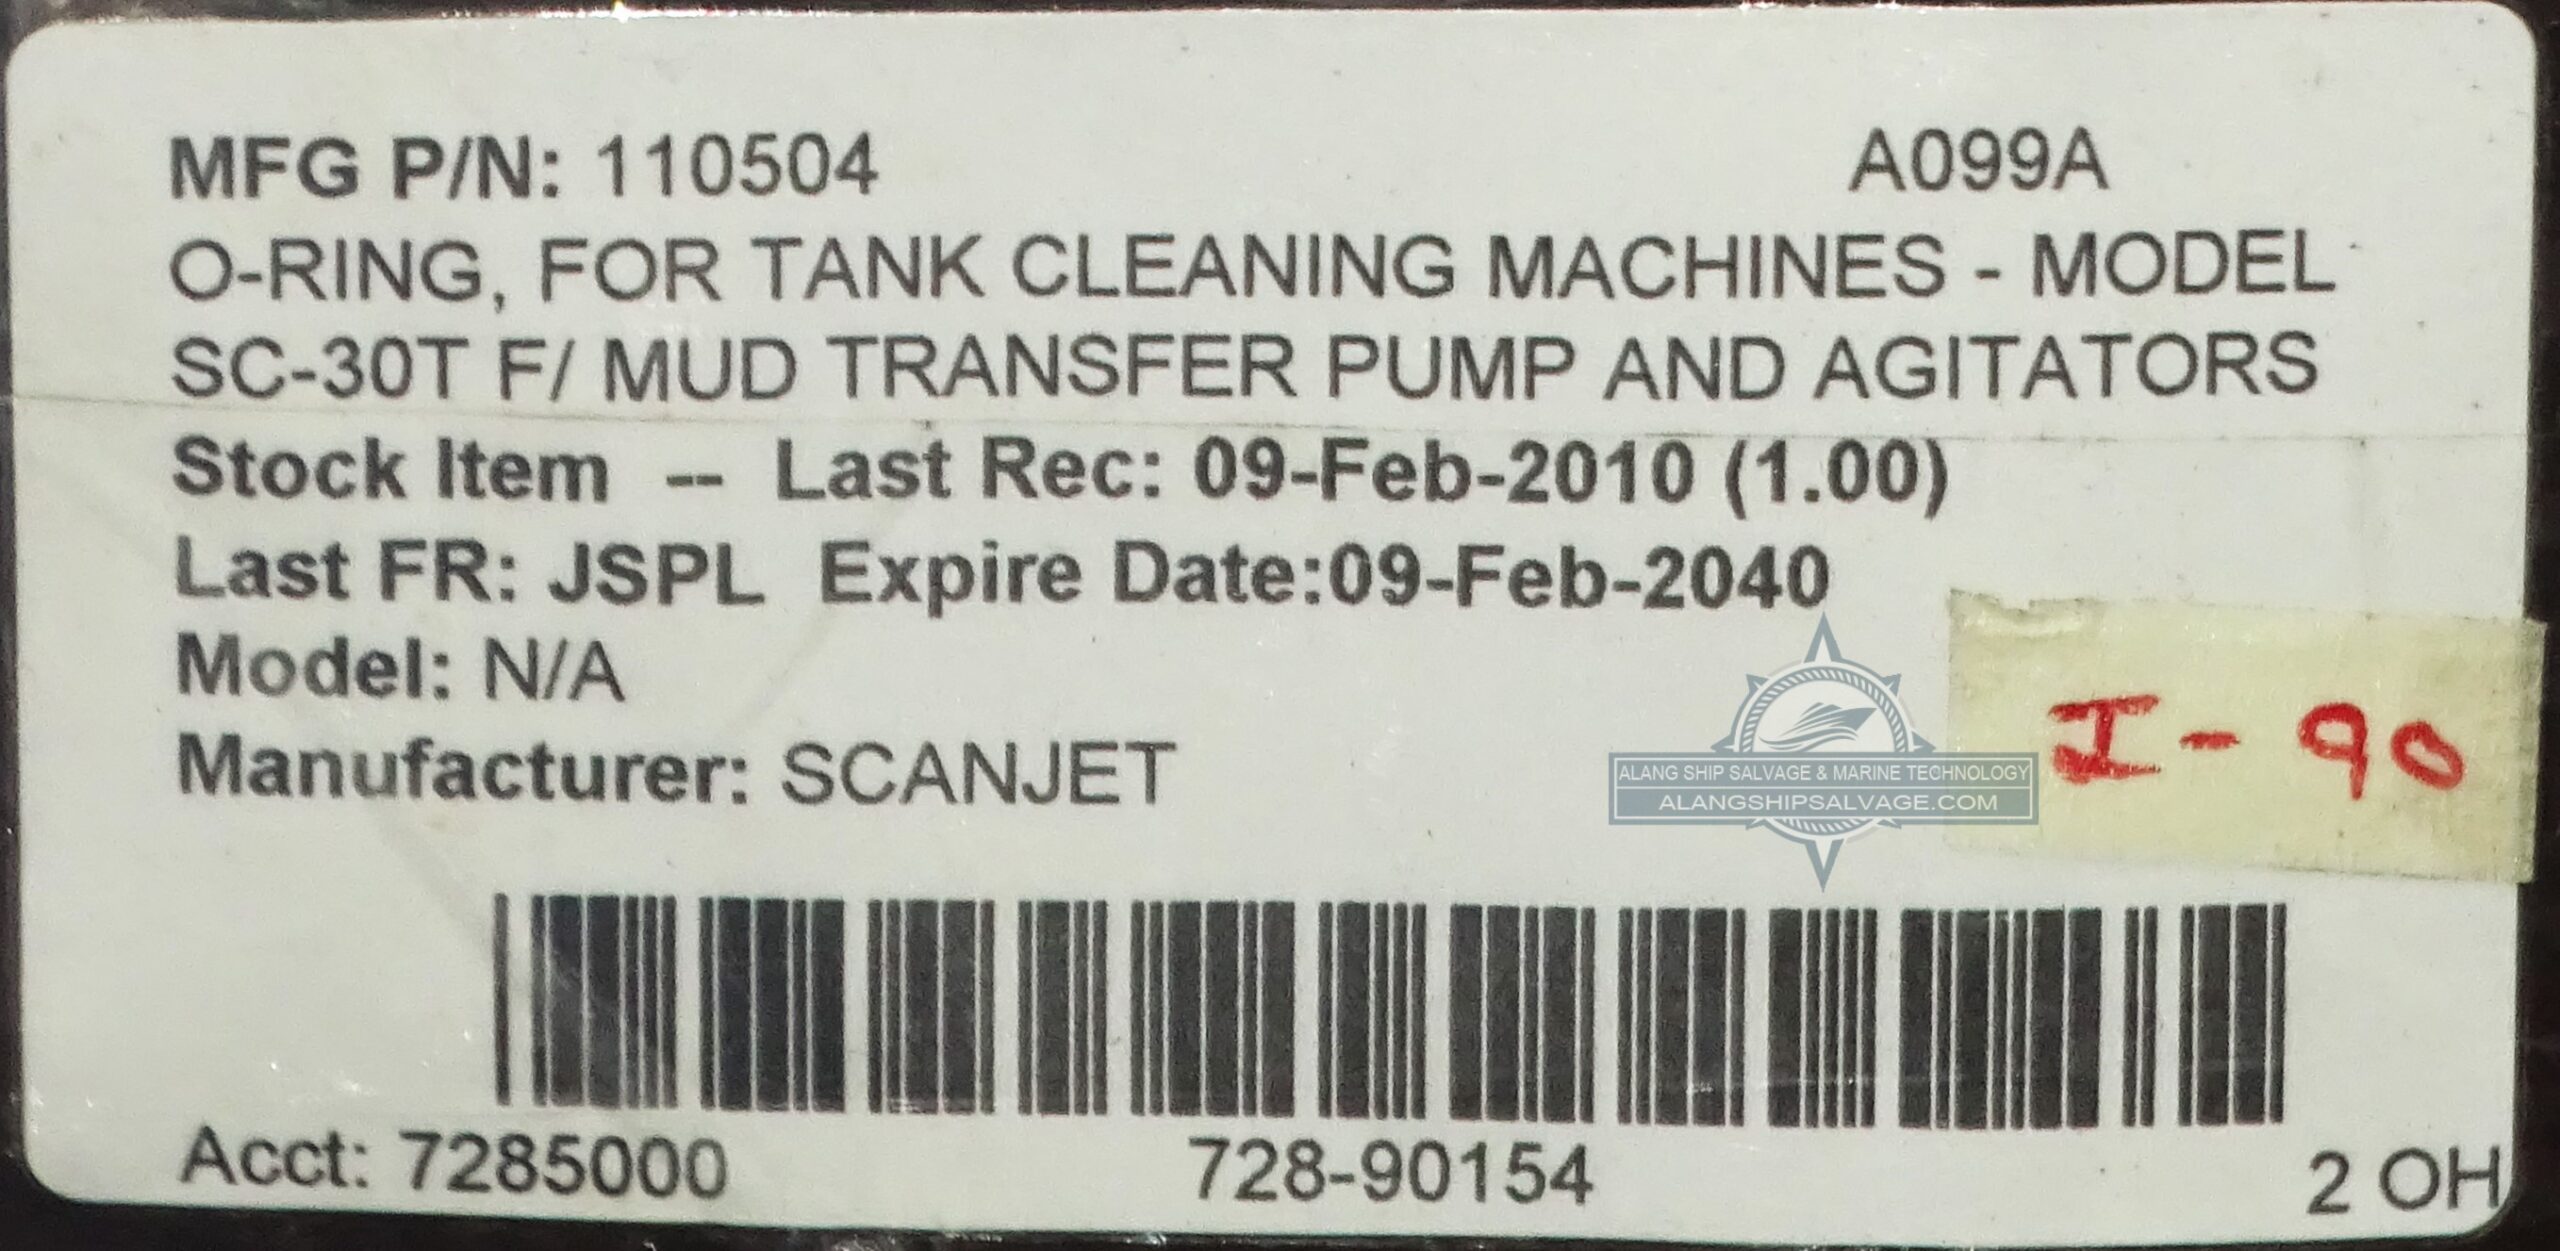 MFG P/N: 110504 A099A
O-RING, FOR TANK CLEANING MACHINES - MODEL
SC-30T F/ MUD TRANSFER PUMP AND AGITATORS
Stock Item -- Last Rec: 09-Feb-2010 (1.00)
Last FR: JSPL Expire Date:09-Feb-2040
Model: N/A
Manufacturer: SCANJET
I-90
ALANG SHIP SALVAGE & MARINE TECHNOLOGY
ALANGSHIPSALVAGE.COM
Acct: 7285000 728-90154 2 OH